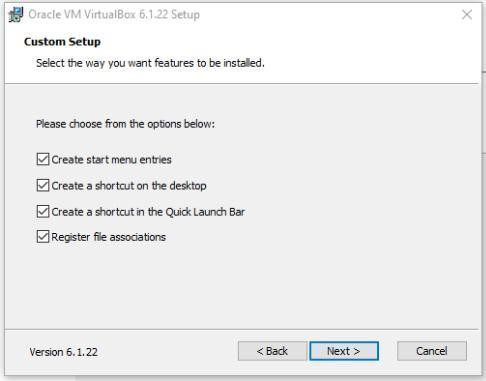 Oracle VM VirtualBox 6.1.22 Setup
Custom Setup
Select the way you want features to be installed.
Please choose from the options below:
Create start menu entries
Create a shortcut on the desktop
Create a shortcut in the Quick Launch Bar
Register file associations
Version 6.1.22
< Back
Next >
Cancel